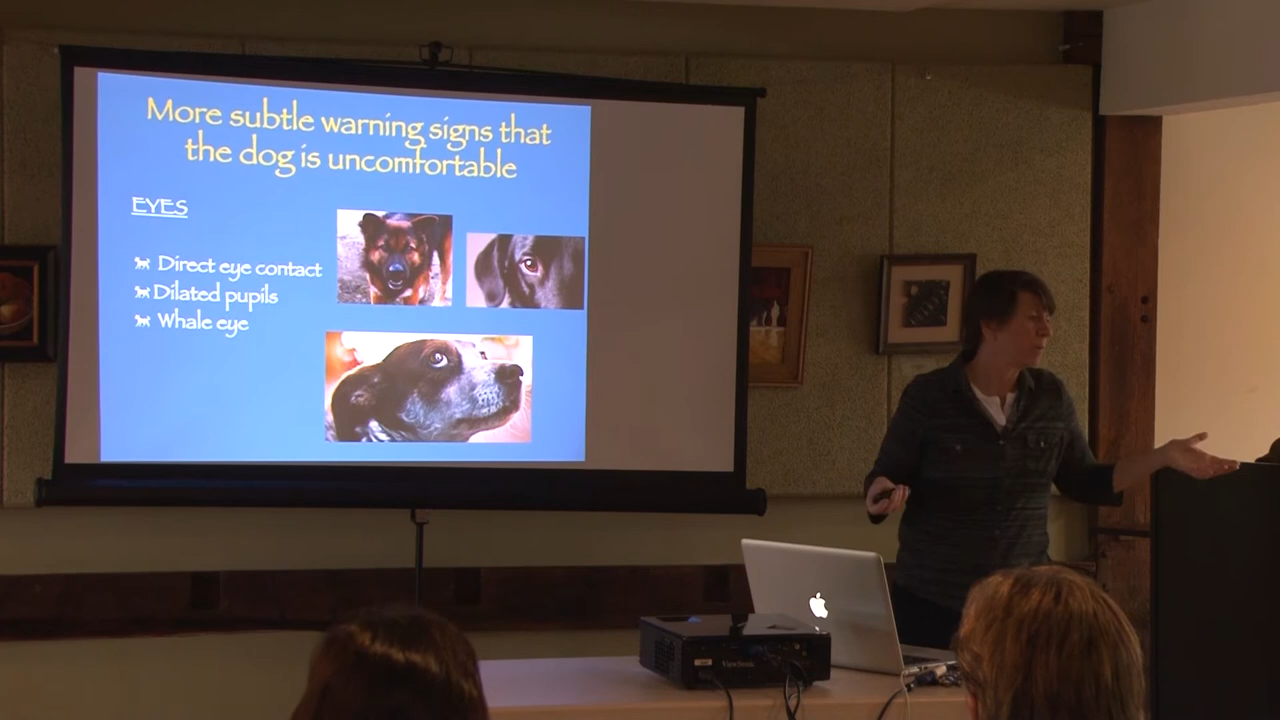 More subtle warning signs that
the dog is uncomfortable
EYES
Direct eye contact
Dilated pupils
Whale eye
ViewSonic